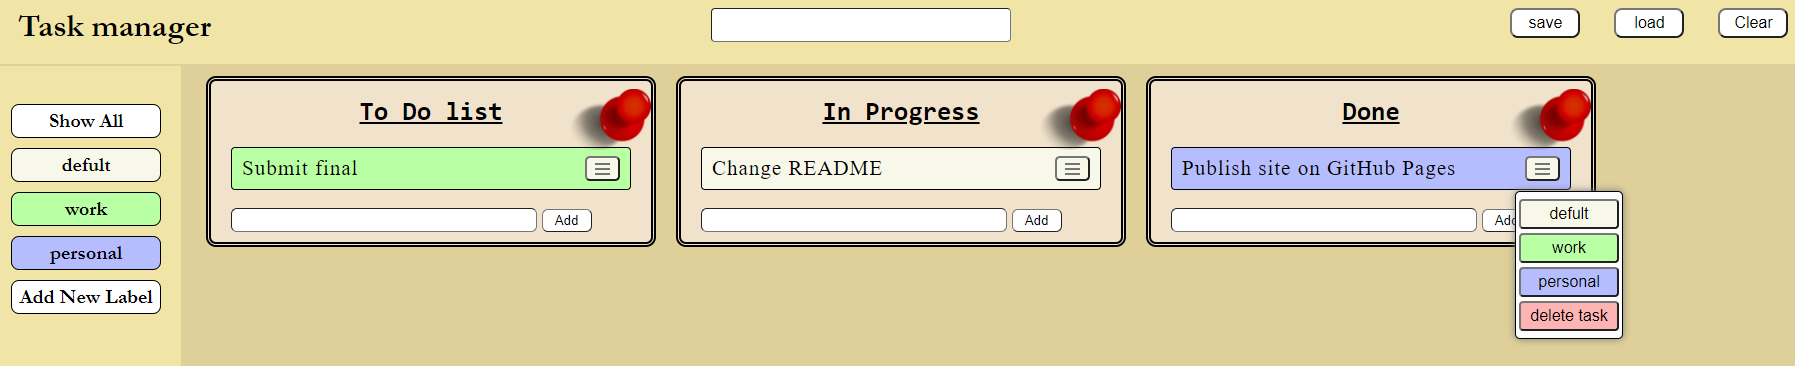 Task manager
save
load
Clear
Show All
defult
work
personal
Add New Label
To Do list
Submit final
Add
In Progress
Change README
Add
Done
Publish site on GitHub Pages
Add
defult
work
personal
delete task